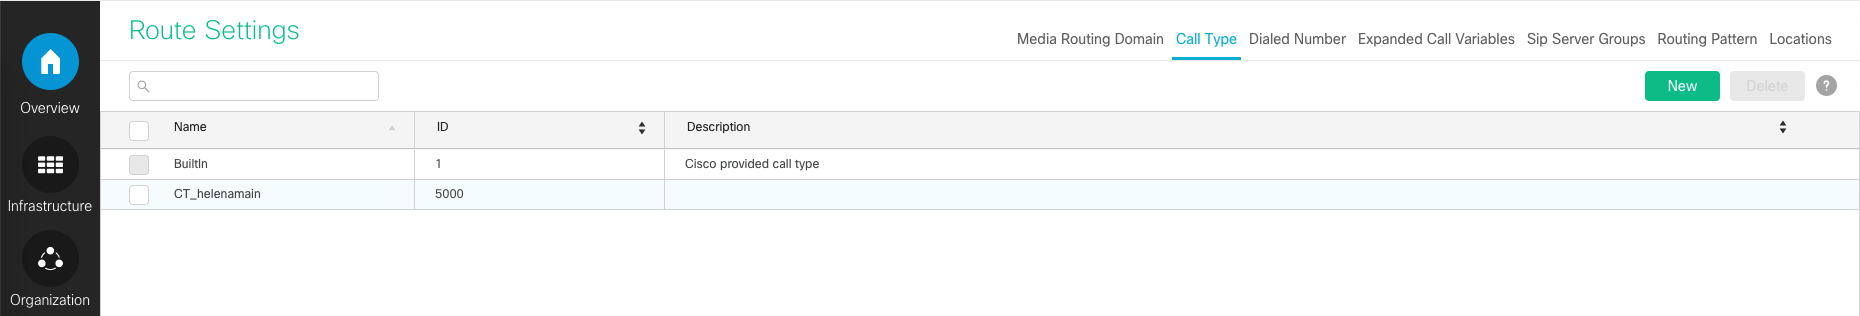 Route Settings
Media Routing Domain Call Type Dialed Number Expanded Call Variables Sip Server Groups Routing Pattern Locations
New Delete ?
Overview
Name ID Description
BuiltIn 1 Cisco provided call type
CT_helenamain 5000
Infrastructure
Organization